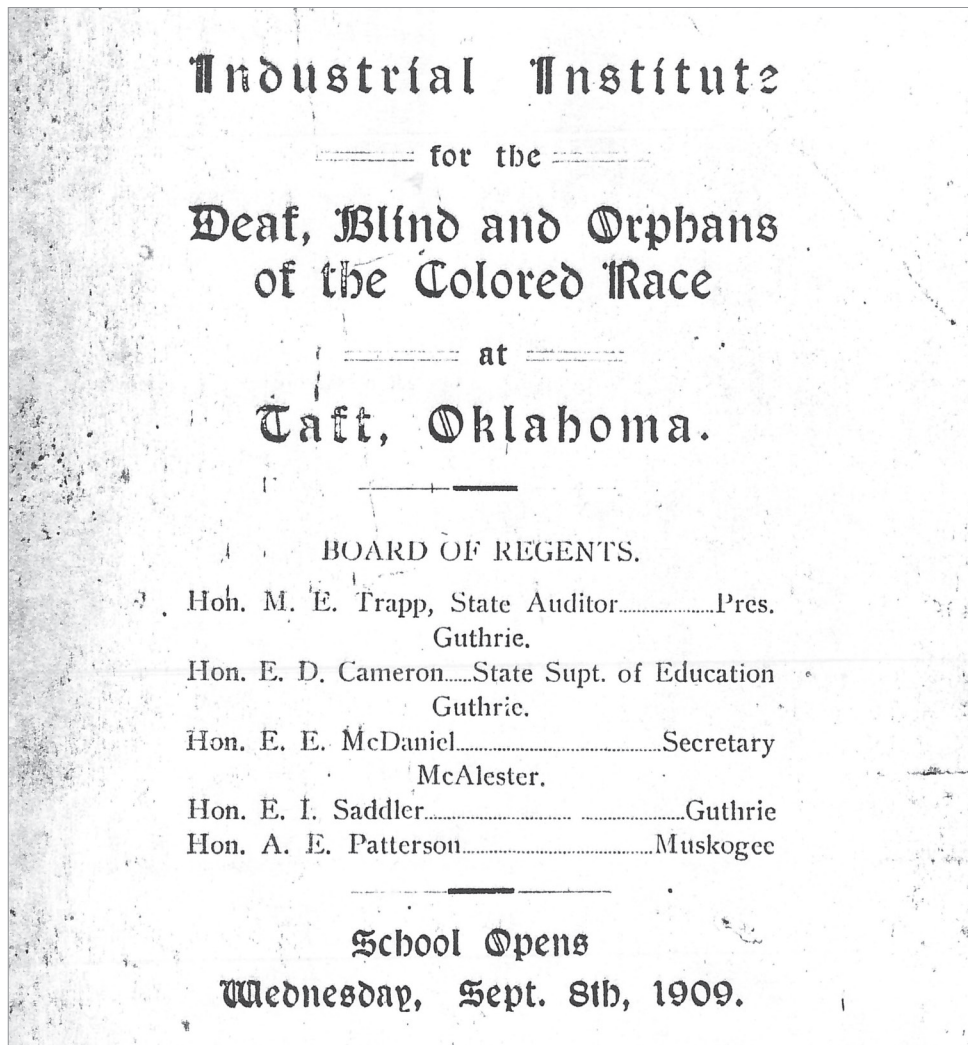 Industrial Institute
for the
Deaf, Blind and Orphans
of the Colored Race
at
Taft, Oklahoma.
BOARD OF REGENTS.
Hon. M. E. Trapp, State Auditor....................Pres.
Guthrie.
Hon. E. D. Cameron......State Supt. of Education
Guthrie.
Hon. E. E. McDaniel..........................................Secretary
McAlester.
Hon. E. I. Saddler.............................. .....................Guthrie
Hon. A. E. Patterson.......................................Muskogee
School Opens
Wednesday, Sept. 8th, 1909.